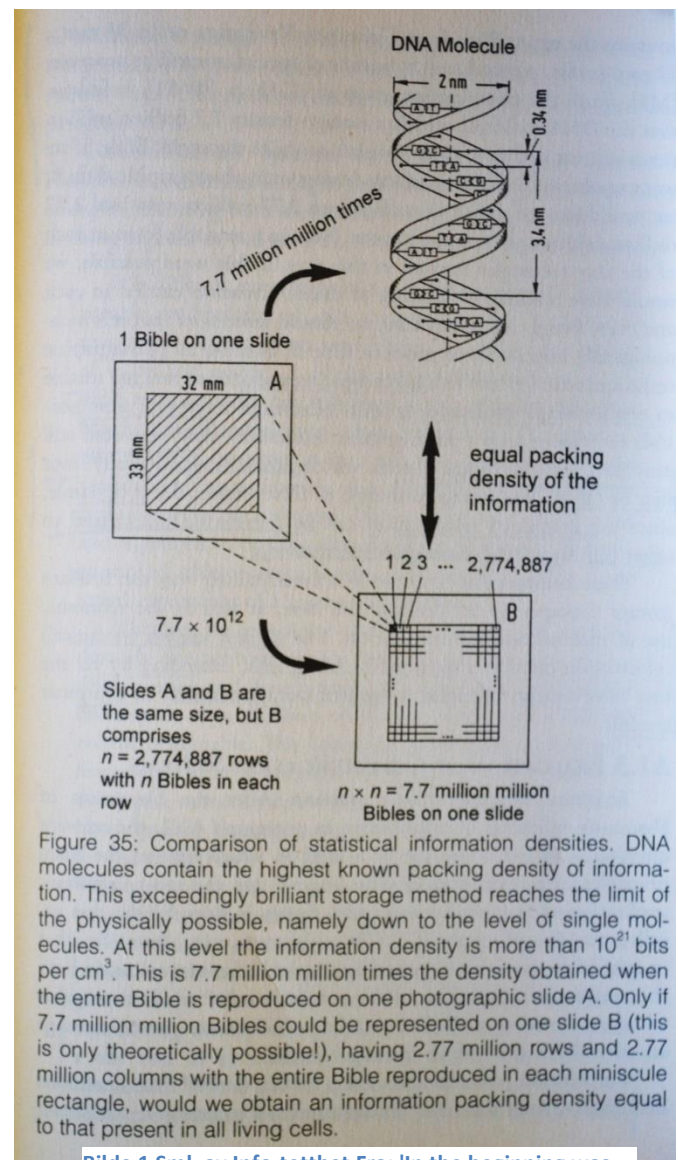 DNA Molecule
2 nm
0.34 nm
3.4 nm
A T
G C
T A
C G
T A
A T
G C
C G
T A
7.7 million million times
1 Bible on one slide
32 mm
A
33 mm
equal packing
density of the
information
1 2 3 ... 2,774,887
B
7.7 × 10¹²
Slides A and B are
the same size, but B
comprises
n = 2,774,887 rows
with n Bibles in each
row
n × n = 7.7 million million
Bibles on one slide
Figure 35: Comparison of statistical information densities. DNA
molecules contain the highest known packing density of informa-
tion. This exceedingly brilliant storage method reaches the limit of
the physically possible, namely down to the level of single mol-
ecules. At this level the information density is more than 10²¹ bits
per cm³. This is 7.7 million million times the density obtained when
the entire Bible is reproduced on one photographic slide A. Only if
7.7 million million Bibles could be represented on one slide B (this
is only theoretically possible!), having 2.77 million rows and 2.77
million columns with the entire Bible reproduced in each miniscule
rectangle, would we obtain an information packing density equal
to that present in all living cells.